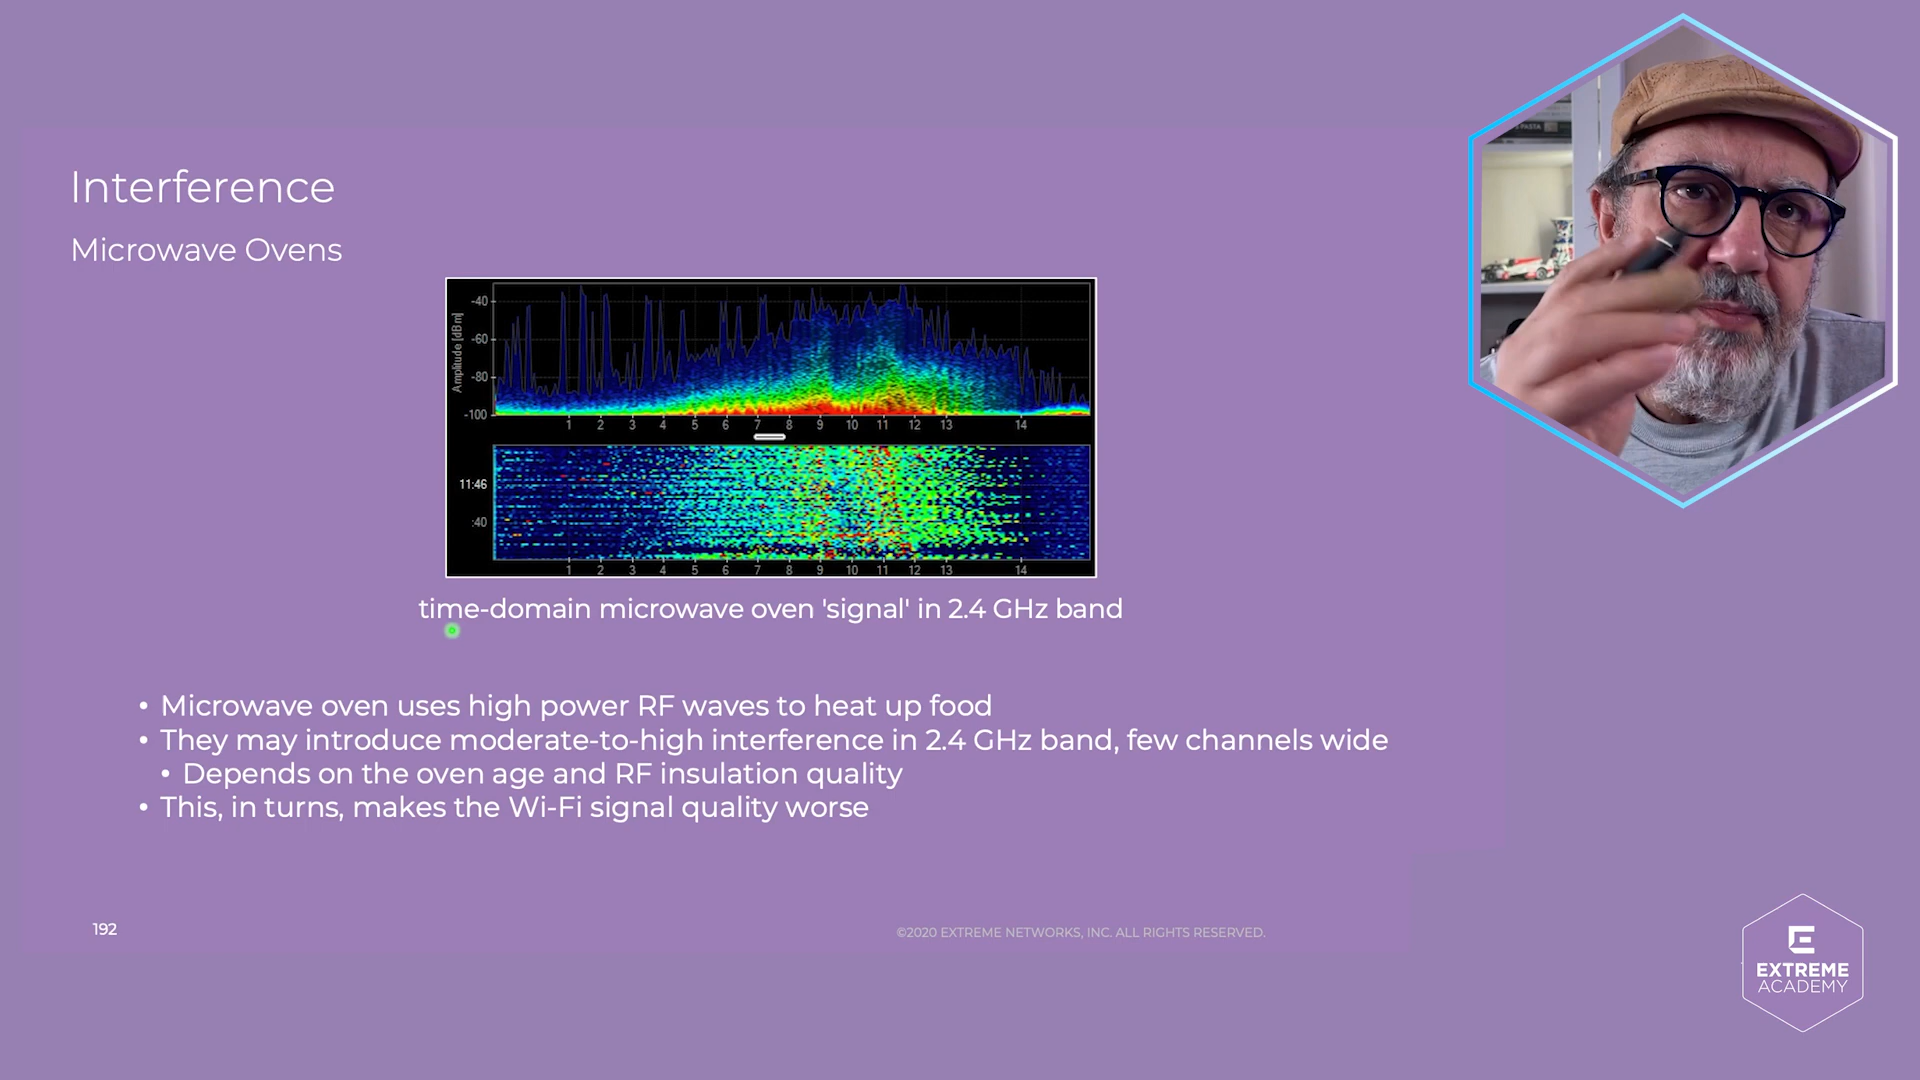 Interference
Microwave Ovens
Amplitude [dBm]
-40
-60
-80
-100
1 2 3 4 5 6 7 8 9 10 11 12 13 14
11:46
:40
1 2 3 4 5 6 7 8 9 10 11 12 13 14
time-domain microwave oven 'signal' in 2.4 GHz band
• Microwave oven uses high power RF waves to heat up food
• They may introduce moderate-to-high interference in 2.4 GHz band, few channels wide
• Depends on the oven age and RF insulation quality
• This, in turns, makes the Wi-Fi signal quality worse
192
©2020 EXTREME NETWORKS, INC. ALL RIGHTS RESERVED.
E
EXTREME
ACADEMY
PASTA